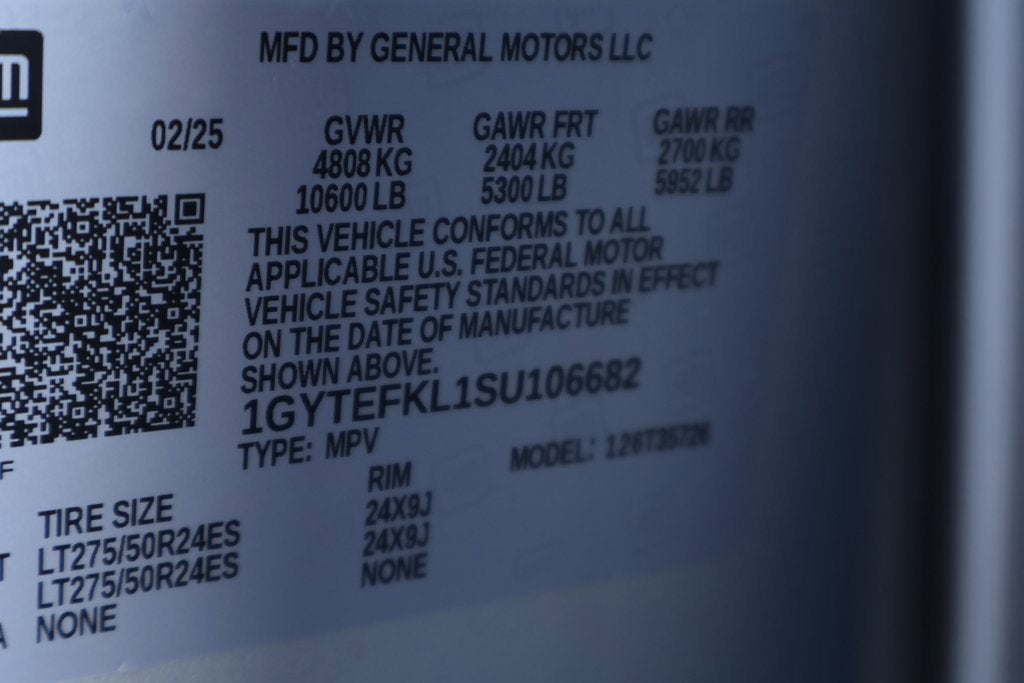 m
MFD BY GENERAL MOTORS LLC
02/25 GVWR GAWR FRT GAWR RR
4808 KG 2404 KG 2700 KG
10600 LB 5300 LB 5952 LB
THIS VEHICLE CONFORMS TO ALL
APPLICABLE U.S. FEDERAL MOTOR
VEHICLE SAFETY STANDARDS IN EFFECT
ON THE DATE OF MANUFACTURE
SHOWN ABOVE.
1GYTEFKL1SU106682
TYPE: MPV MODEL: 126T35726
F
TIRE SIZE RIM
T LT275/50R24ES 24X9J
LT275/50R24ES 24X9J
A NONE NONE